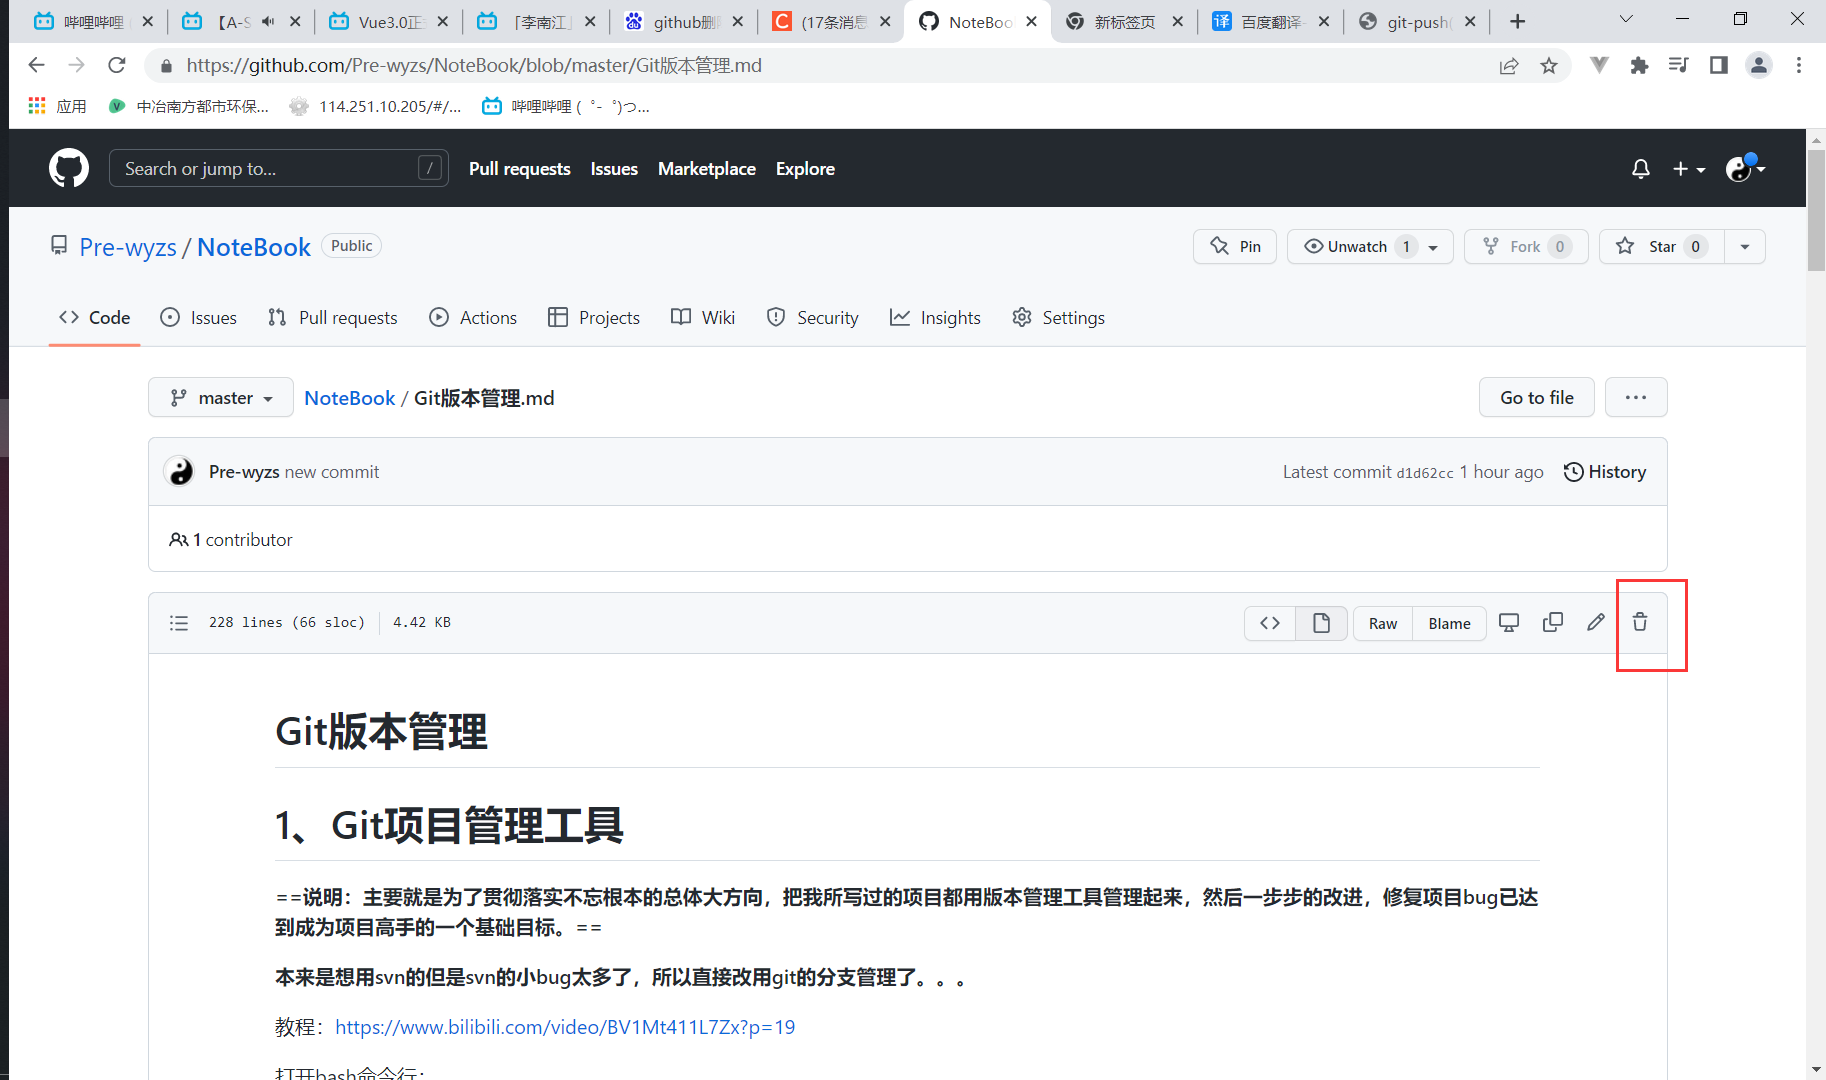 哔哩哔哩
【A-S
Vue3.0正
「李南江」
github删
(17条消息
NoteBoo
新标签页
百度翻译-
git-push(
https://github.com/Pre-wyzs/NoteBook/blob/master/Git版本管理.md
应用
中冶南方都市环保...
114.251.10.205/#/...
哔哩哔哩 ( ゜- ゜)つ...
Search or jump to...
/
Pull requests
Issues
Marketplace
Explore
Pre-wyzs / NoteBook
Public
Pin
Unwatch 1
Fork 0
Star 0
Code
Issues
Pull requests
Actions
Projects
Wiki
Security
Insights
Settings
master
NoteBook / Git版本管理.md
Go to file
...
Pre-wyzs new commit
Latest commit d1d62cc 1 hour ago
History
1 contributor
228 lines (66 sloc)
4.42 KB
Raw
Blame
Git版本管理
1、Git项目管理工具
==说明：主要就是为了贯彻落实不忘根本的总体大方向，把我所写过的项目都用版本管理工具管理起来，然后一步步的改进，修复项目bug已达
到成为项目高手的一个基础目标。==
本来是想用svn的但是svn的小bug太多了，所以直接改用git的分支管理了。。。
教程：https://www.bilibili.com/video/BV1Mt411L7Zx?p=19
打开bash命令行：